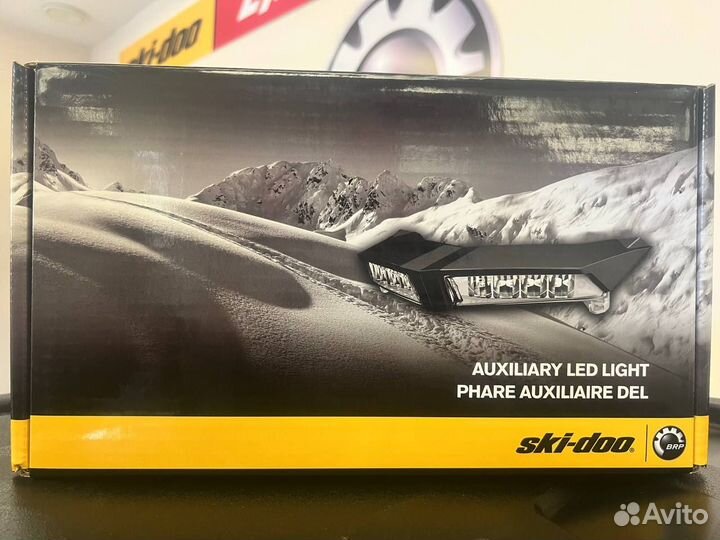 ski-doo
AUXILIARY LED LIGHT
PHARE AUXILIAIRE DEL
ski-doo®
BRP
Avito